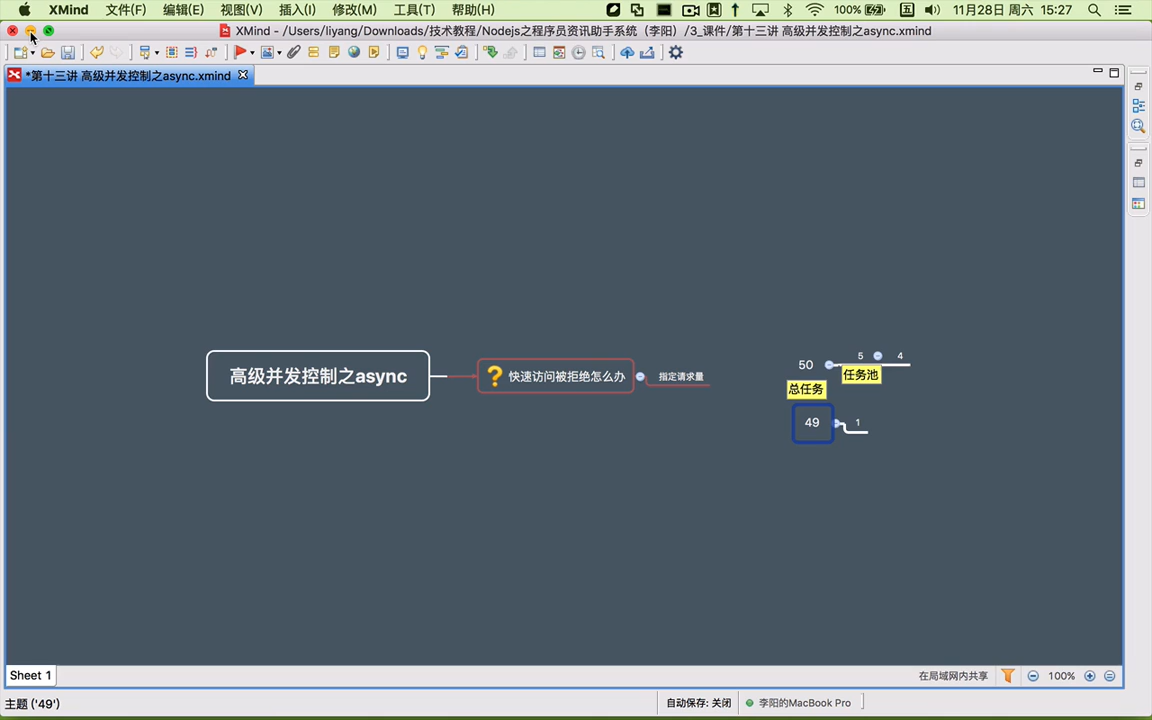 XMind 文件(F) 编辑(E) 视图(V) 插入(I) 修改(M) 工具(T) 帮助(H) 100% 五 11月28日 周六 15:27
XMind - /Users/liyang/Downloads/技术教程/Nodejs之程序员资讯助手系统（李阳）/3_课件/第十三讲 高级并发控制之async.xmind
*第十三讲 高级并发控制之async.xmind
高级并发控制之async
快速访问被拒绝怎么办
指定请求量
50
5
4
任务池
总任务
49
1
Sheet 1
在局域网内共享
100%
主题 ('49')
自动保存: 关闭
李阳的MacBook Pro